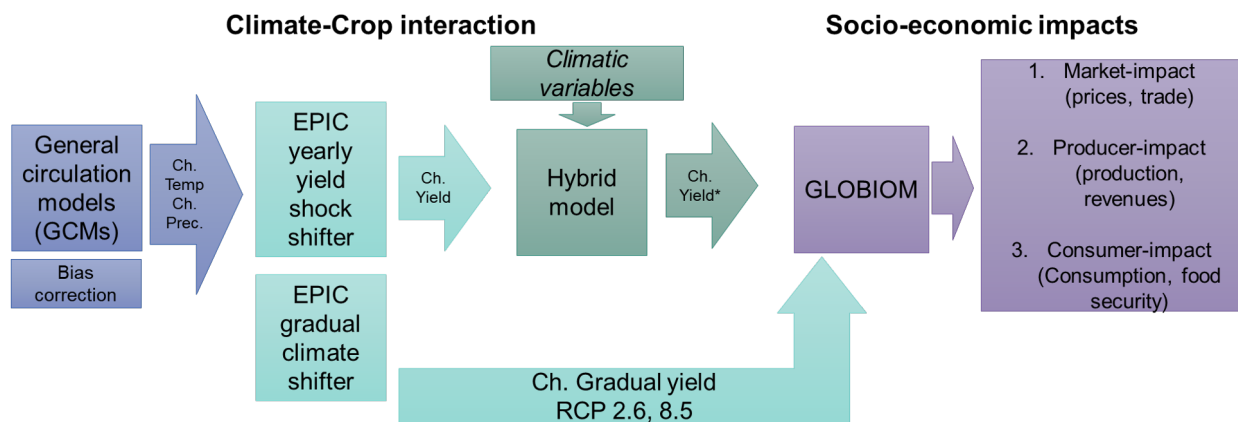 Climate-Crop interaction
Socio-economic impacts
General
circulation
models
(GCMs)
Bias
correction
Ch.
Temp
Ch.
Prec.
EPIC
yearly
yield
shock
shifter
EPIC
gradual
climate
shifter
Ch.
Yield
Climatic
variables
Hybrid
model
Ch.
Yield*
Ch. Gradual yield
RCP 2.6, 8.5
GLOBIOM
1. Market-impact
(prices, trade)
2. Producer-impact
(production,
revenues)
3. Consumer-impact
(Consumption, food
security)